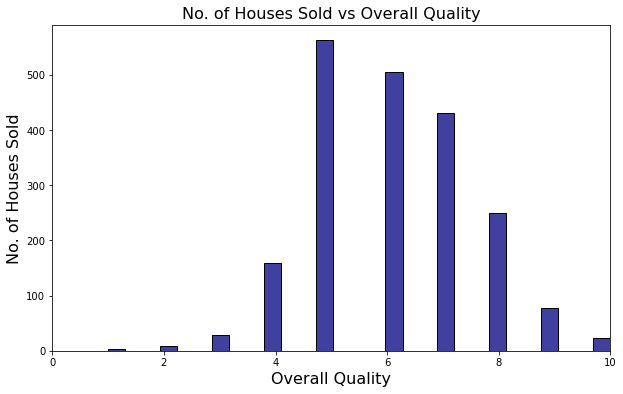 No. of Houses Sold vs Overall Quality
No. of Houses Sold
500
400
300
200
100
0
0 2 4 6 8 10
Overall Quality